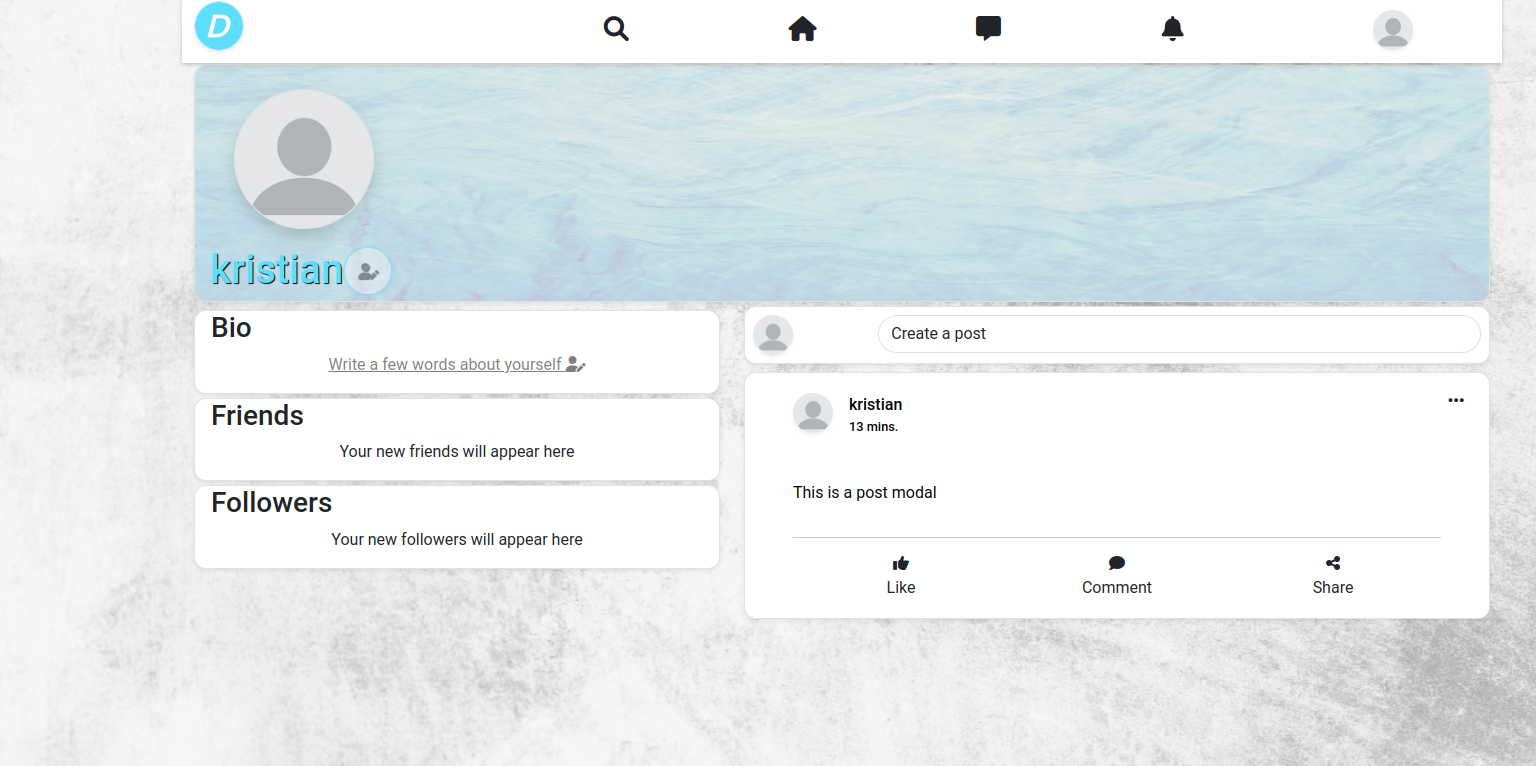 D
kristian
Bio
Write a few words about yourself
Friends
Your new friends will appear here
Followers
Your new followers will appear here
Create a post
kristian
13 mins.
This is a post modal
Like
Comment
Share